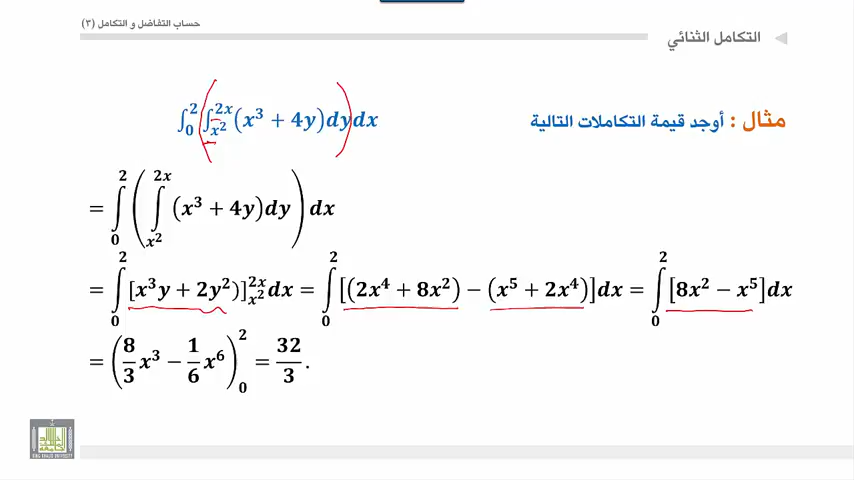 حساب التفاضل و التكامل (٣)
التكامل الثنائي
مثال : أوجد قيمة التكاملات التالية
∫₀² ∫_{x²}^{2x} (x³ + 4y)dydx
= ∫₀² ( ∫_{x²}^{2x} (x³ + 4y)dy ) dx
= ∫₀² [x³y + 2y²)]_{x²}^{2x} dx = ∫₀² [(2x⁴ + 8x²) − (x⁵ + 2x⁴)]dx = ∫₀² [8x² − x⁵]dx
= (8/3 x³ − 1/6 x⁶)₀² = 32/3 .